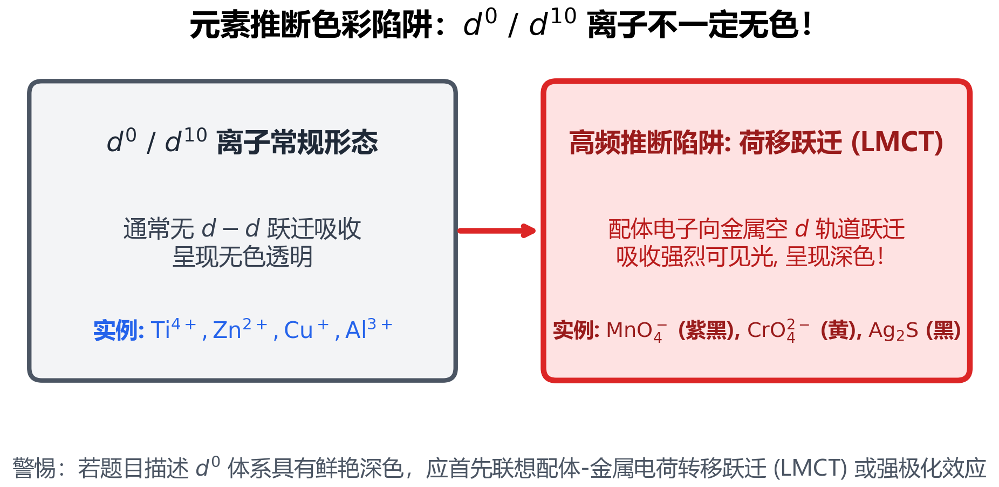 元素推断色彩陷阱：d⁰ / d¹⁰ 离子不一定无色！
d⁰ / d¹⁰ 离子常规形态
通常无 d − d 跃迁吸收
呈现无色透明
实例: Ti⁴⁺, Zn²⁺, Cu⁺, Al³⁺
高频推断陷阱: 荷移跃迁 (LMCT)
配体电子向金属空 d 轨道跃迁
吸收强烈可见光, 呈现深色！
实例: MnO₄⁻ (紫黑), CrO₄²⁻ (黄), Ag₂S (黑)
警惕：若题目描述 d⁰ 体系具有鲜艳深色，应首先联想配体-金属电荷转移跃迁 (LMCT) 或强极化效应